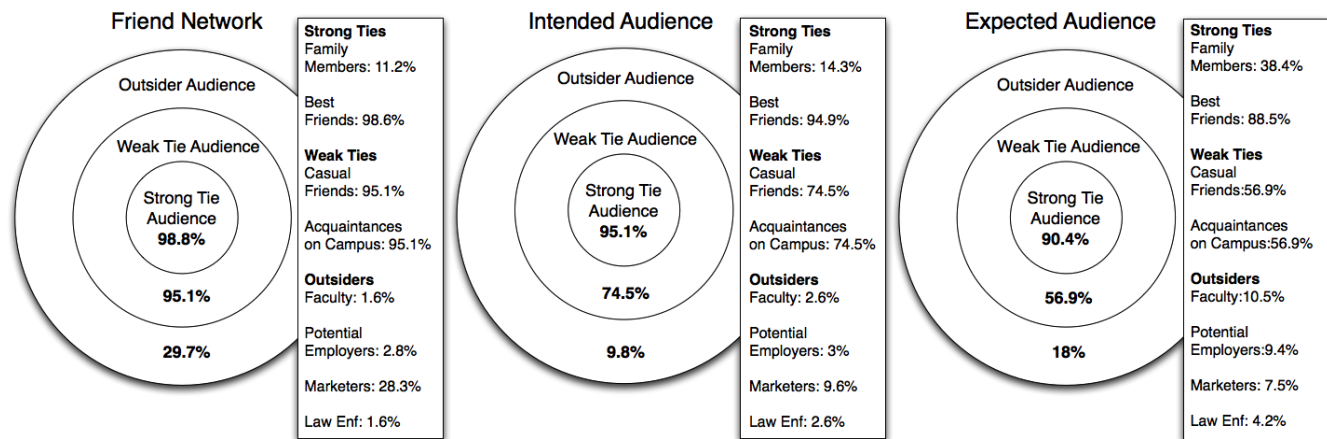 Friend Network
Outsider Audience
Weak Tie Audience
Strong Tie
Audience
98.8%
95.1%
29.7%
Strong Ties
Family
Members: 11.2%
Best
Friends: 98.6%
Weak Ties
Casual
Friends: 95.1%
Acquaintances
on Campus: 95.1%
Outsiders
Faculty: 1.6%
Potential
Employers: 2.8%
Marketers: 28.3%
Law Enf: 1.6%
Intended Audience
Outsider Audience
Weak Tie Audience
Strong Tie
Audience
95.1%
74.5%
9.8%
Strong Ties
Family
Members: 14.3%
Best
Friends: 94.9%
Weak Ties
Casual
Friends: 74.5%
Acquaintances
on Campus: 74.5%
Outsiders
Faculty: 2.6%
Potential
Employers: 3%
Marketers: 9.6%
Law Enf: 2.6%
Expected Audience
Outsider Audience
Weak Tie Audience
Strong Tie
Audience
90.4%
56.9%
18%
Strong Ties
Family
Members: 38.4%
Best
Friends: 88.5%
Weak Ties
Casual
Friends:56.9%
Acquaintances
on Campus:56.9%
Outsiders
Faculty:10.5%
Potential
Employers:9.4%
Marketers: 7.5%
Law Enf: 4.2%